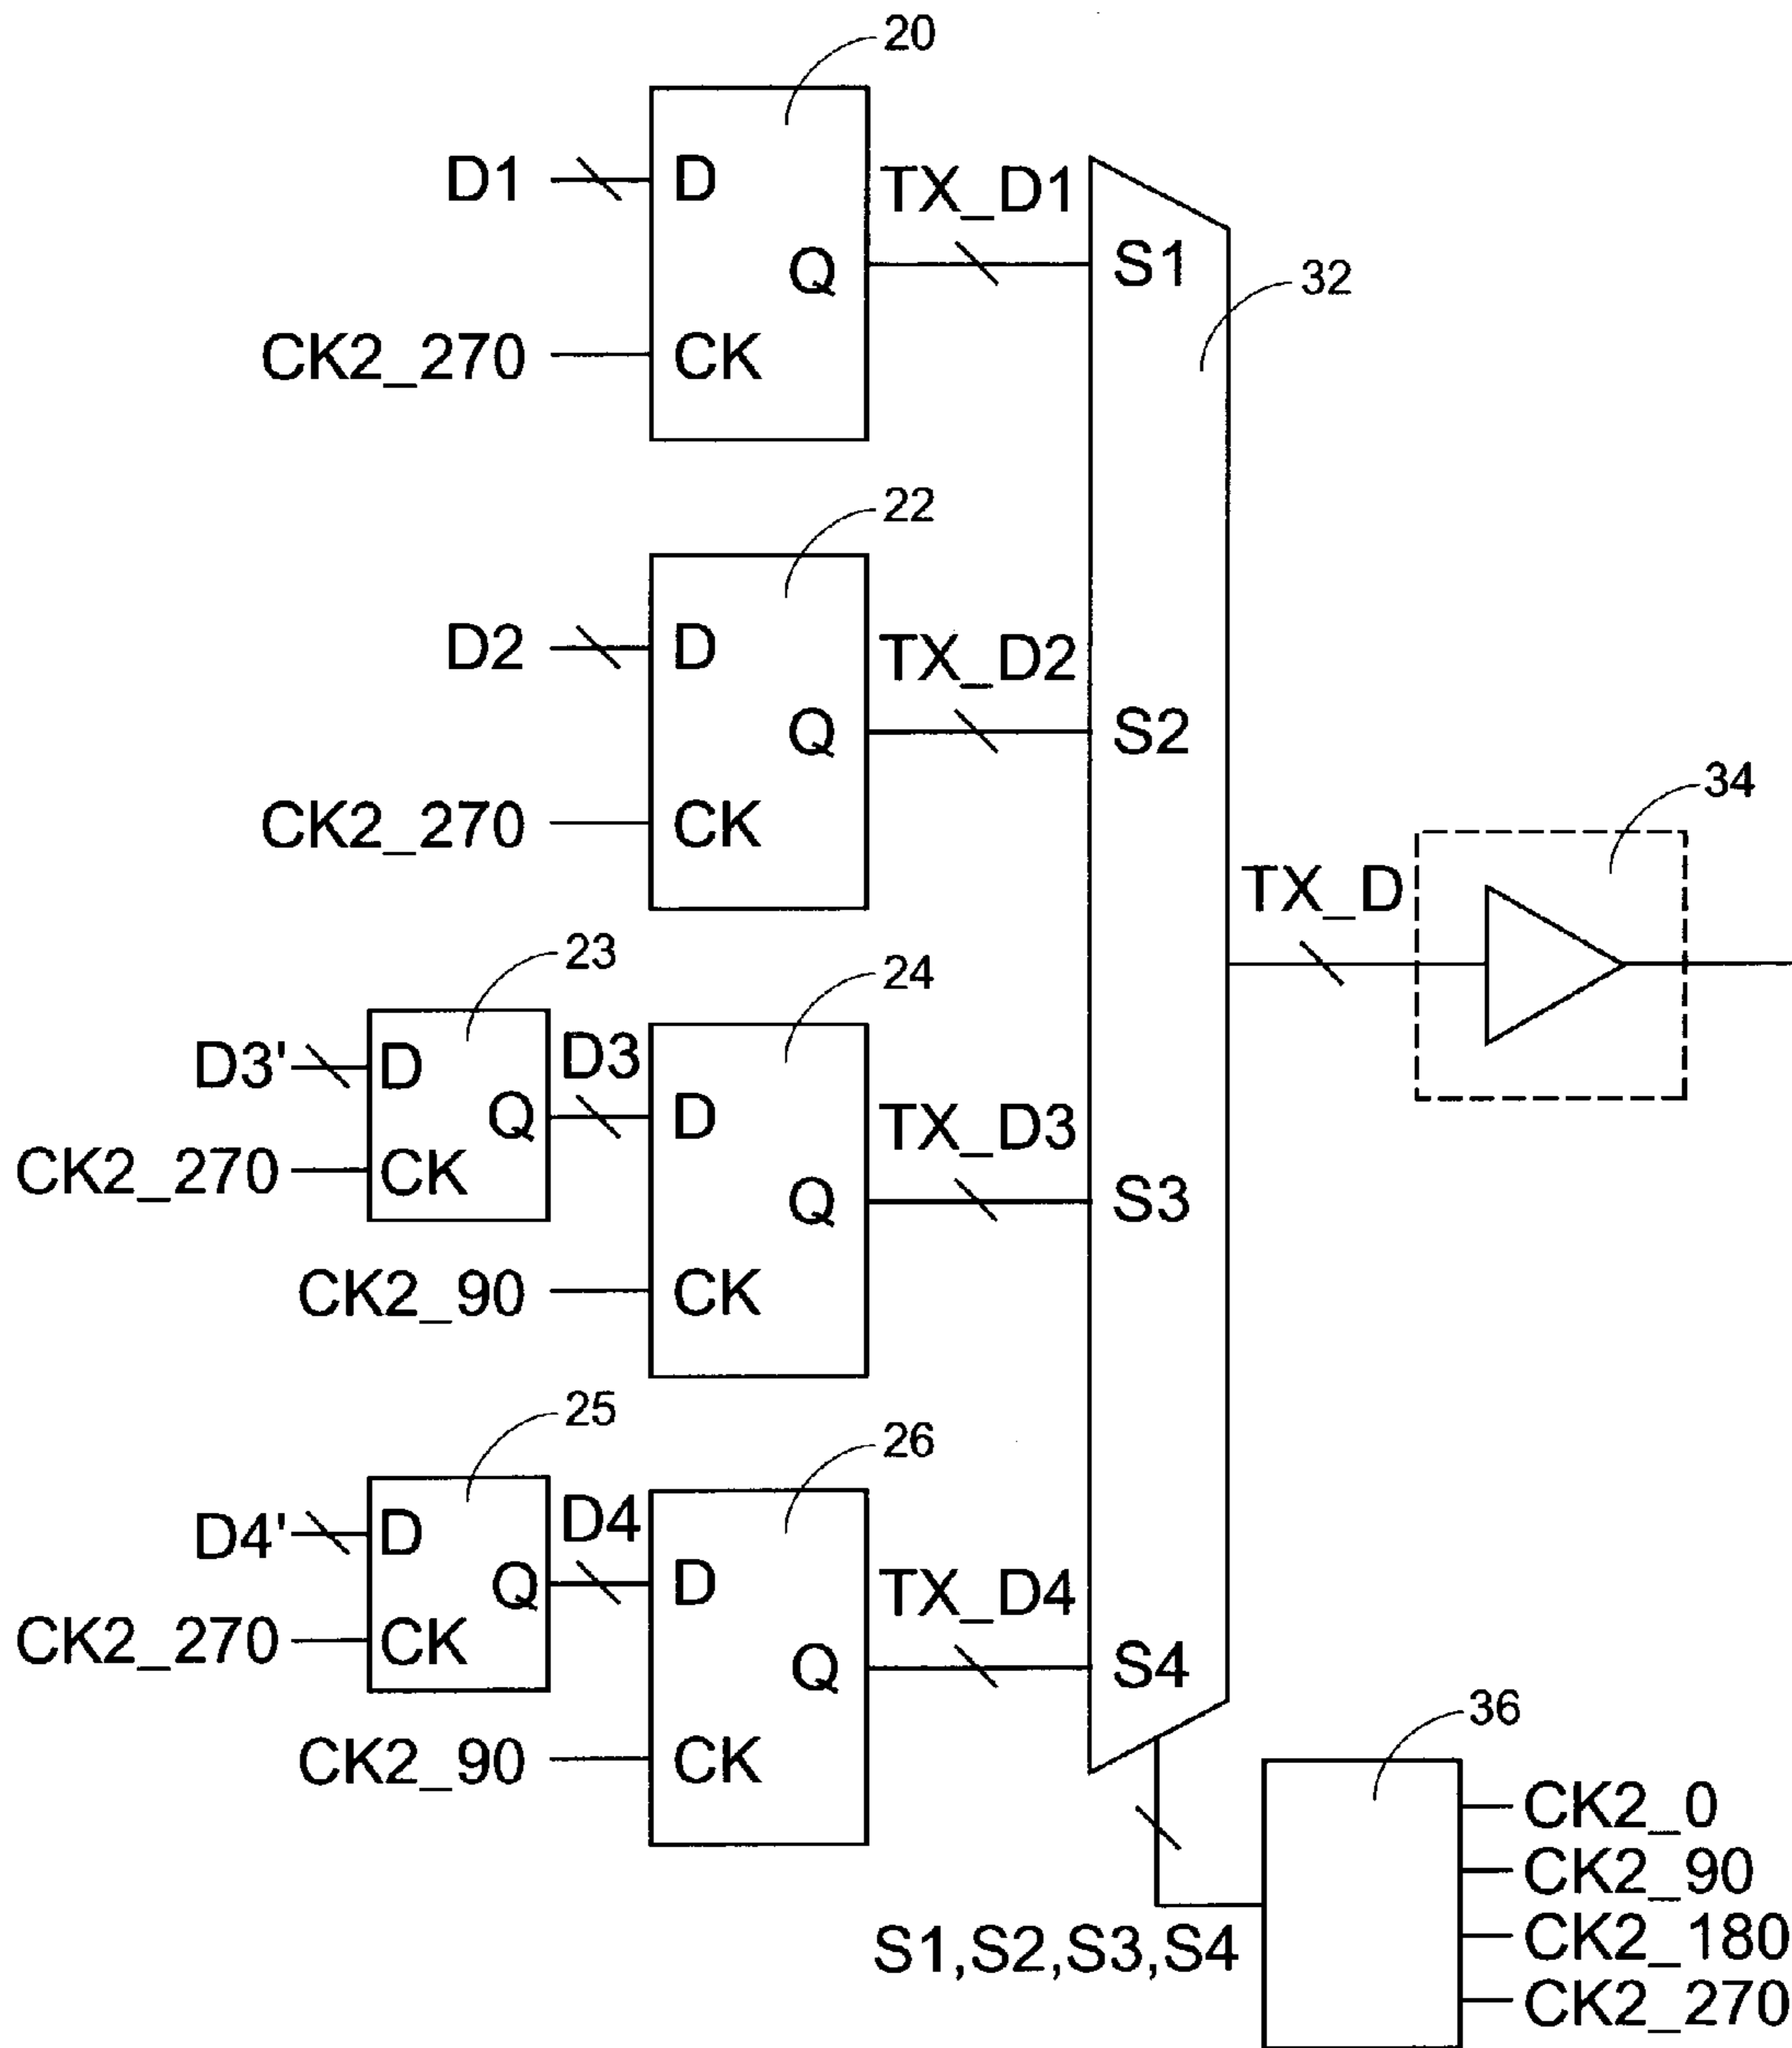 20
D1
D
TX_D1
Q
S1
32
CK2_270
CK
22
D2
D
TX_D2
Q
S2
CK2_270
CK
34
TX_D
23
24
D3'
D
D3
D
Q
TX_D3
CK2_270
CK
Q
S3
CK2_90
CK
25
26
D4'
D
D4
D
Q
TX_D4
CK2_270
CK
Q
S4
36
CK2_90
CK
CK2_0
CK2_90
S1,S2,S3,S4
CK2_180
CK2_270